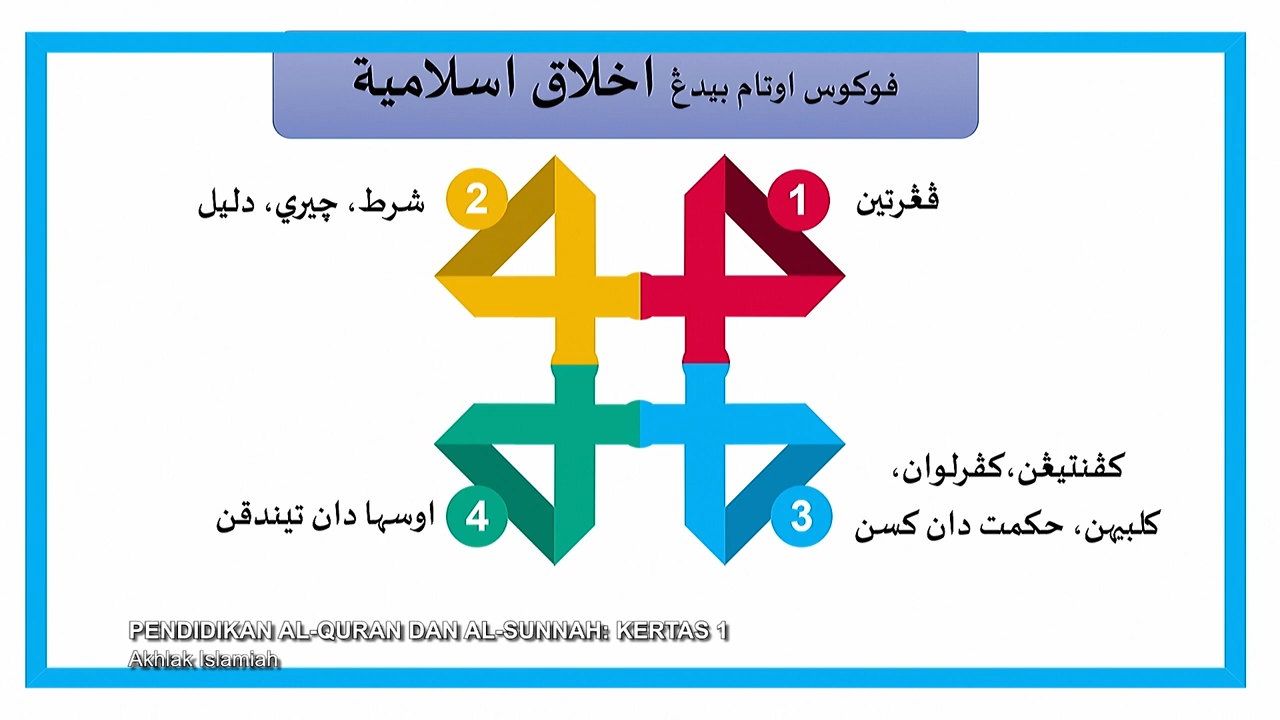 فوكوس اوتام بيدڠ اخلاق اسلامية
1
ڤڠرتين
2
شرط، چيري، دليل
3
كڤنتيڠن،كڤرلوان،
كلبيهن، حكمت دان كسن
4
اوسها دان تيندقن
PENDIDIKAN AL-QURAN DAN AL-SUNNAH: KERTAS 1
Akhlak Islamiah